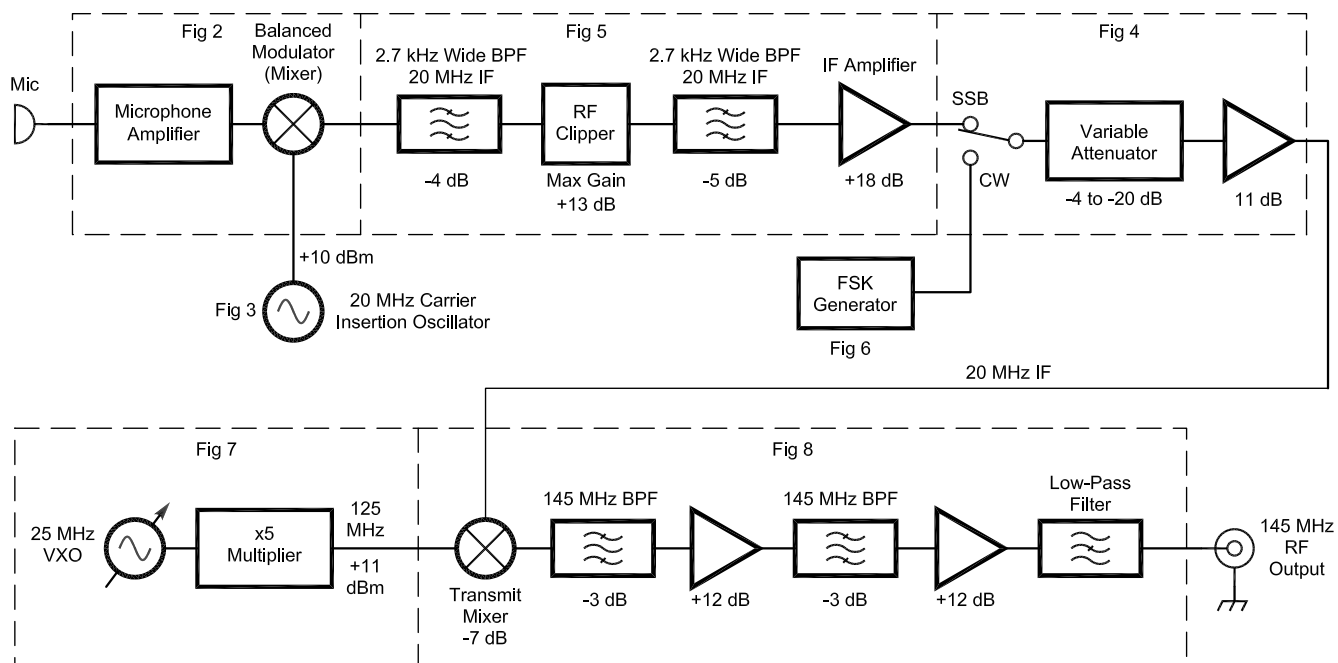 Fig 2
Fig 5
Fig 4
Balanced
Modulator
(Mixer)
2.7 kHz Wide BPF
20 MHz IF
2.7 kHz Wide BPF
20 MHz IF
IF Amplifier
Mic
Microphone
Amplifier
RF
Clipper
SSB
Variable
Attenuator
-4 dB
Max Gain
+13 dB
-5 dB
+18 dB
CW
-4 to -20 dB
11 dB
+10 dBm
Fig 3
20 MHz Carrier
Insertion Oscillator
FSK
Generator
Fig 6
20 MHz IF
Fig 7
Fig 8
25 MHz
VXO
x5
Multiplier
125
MHz
+11
dBm
145 MHz BPF
145 MHz BPF
Low-Pass
Filter
145 MHz
RF
Output
Transmit
Mixer
-7 dB
-3 dB
+12 dB
-3 dB
+12 dB